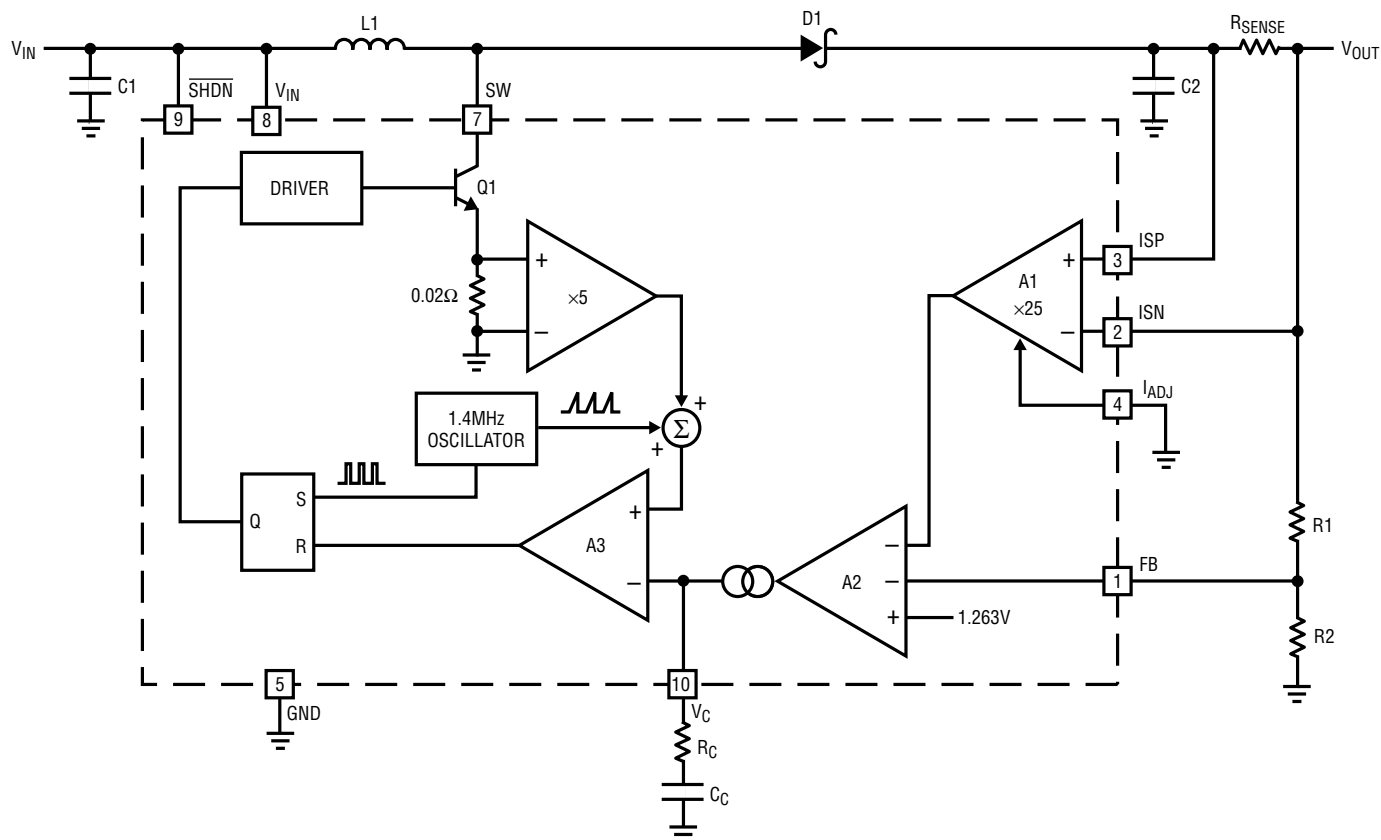 L1
D1
RSENSE
VIN
VOUT
C1
SHDN
VIN
SW
C2
9
8
7
DRIVER
Q1
ISP
+
3
A1
×25
+
×5
0.02Ω
ISN
–
2
–
IADJ
4
1.4MHz
OSCILLATOR
+
Σ
+
S
Q
R
+
A3
–
R1
–
FB
A2
–
1
+
1.263V
R2
5
GND
10
VC
RC
CC